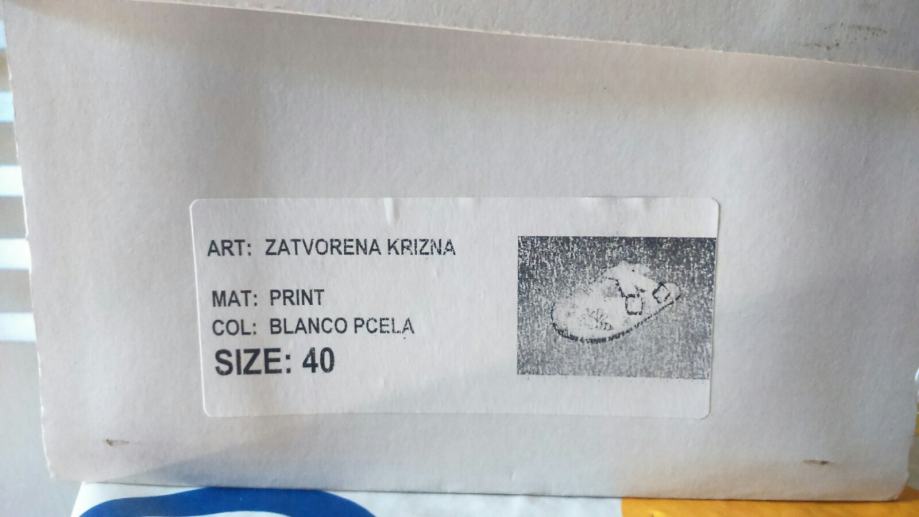 ART: ZATVORENA KRIZNA
MAT: PRINT
COL: BLANCO PCELA
SIZE: 40